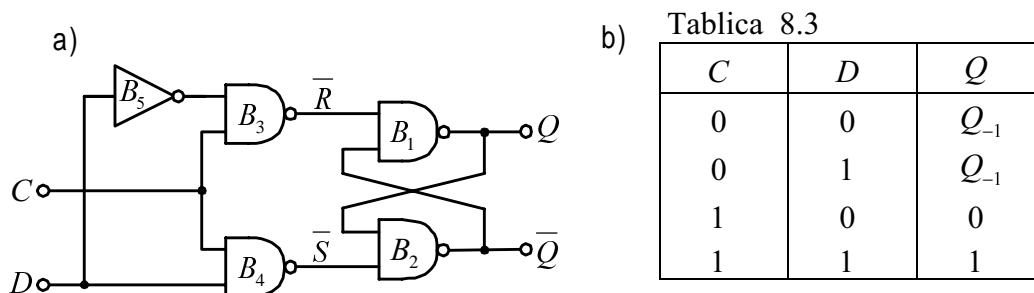 a)
B₅
B₃
R̅
B₁
Q
C
B₄
S̅
B₂
Q̅
D
b)
Tablica 8.3
C D Q
0 0 Q₋₁
0 1 Q₋₁
1 0 0
1 1 1